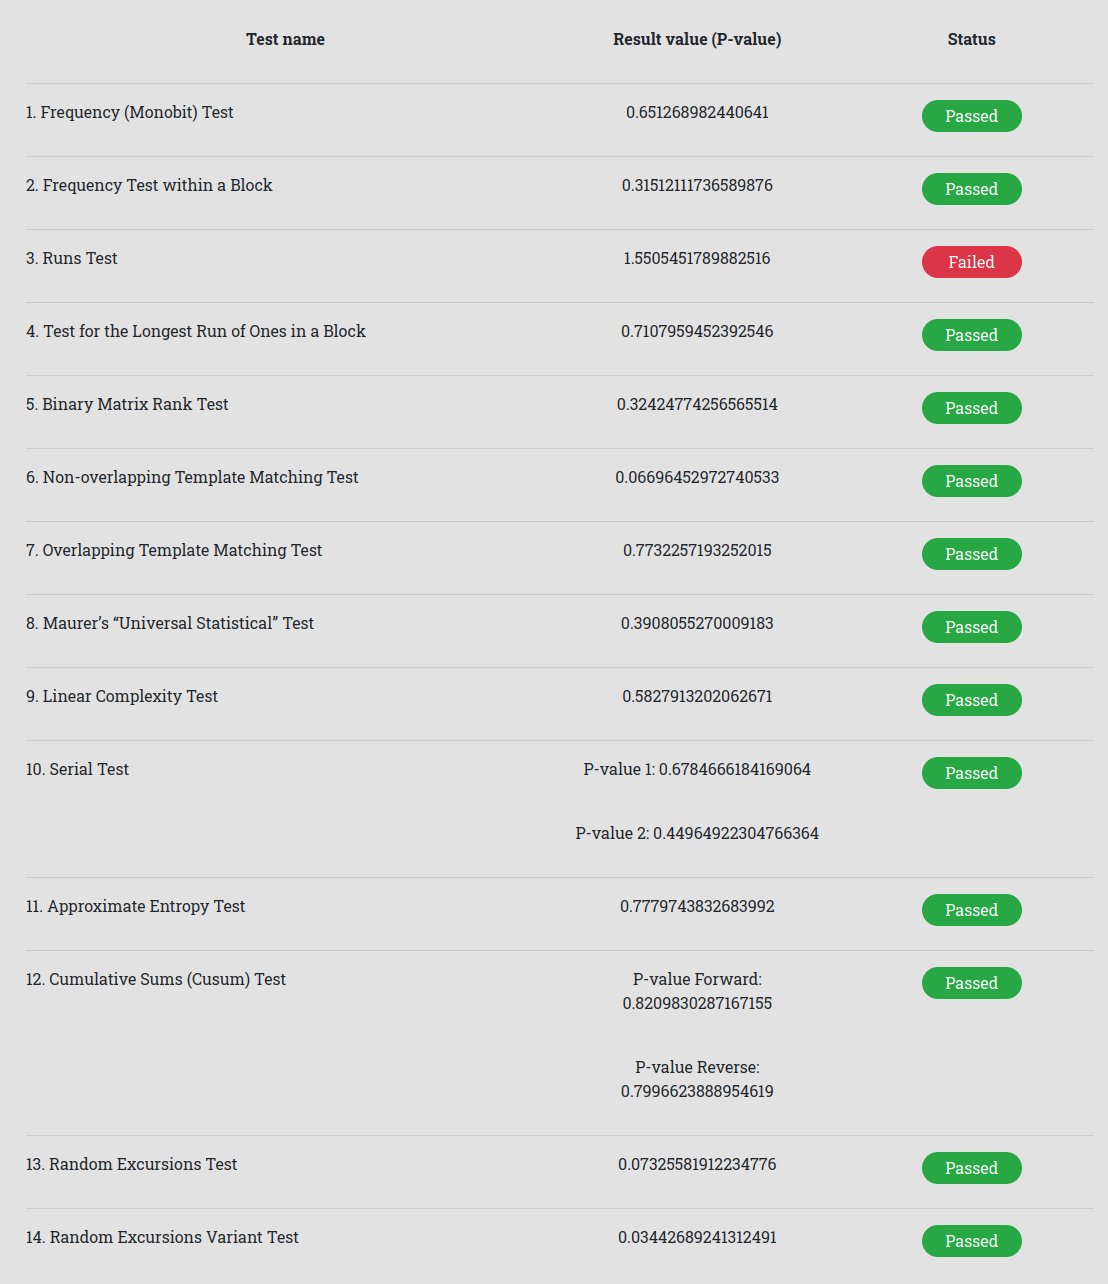 Test name Result value (P-value) Status
1. Frequency (Monobit) Test 0.651268982440641 Passed
2. Frequency Test within a Block 0.31512111736589876 Passed
3. Runs Test 1.5505451789882516 Failed
4. Test for the Longest Run of Ones in a Block 0.7107959452392546 Passed
5. Binary Matrix Rank Test 0.32424774256565514 Passed
6. Non-overlapping Template Matching Test 0.06696452972740533 Passed
7. Overlapping Template Matching Test 0.7732257193252015 Passed
8. Maurer’s “Universal Statistical” Test 0.3908055270009183 Passed
9. Linear Complexity Test 0.5827913202062671 Passed
10. Serial Test P-value 1: 0.6784666184169064 Passed
P-value 2: 0.44964922304766364
11. Approximate Entropy Test 0.7779743832683992 Passed
12. Cumulative Sums (Cusum) Test P-value Forward: Passed
0.8209830287167155
P-value Reverse:
0.7996623888954619
13. Random Excursions Test 0.07325581912234776 Passed
14. Random Excursions Variant Test 0.03442689241312491 Passed